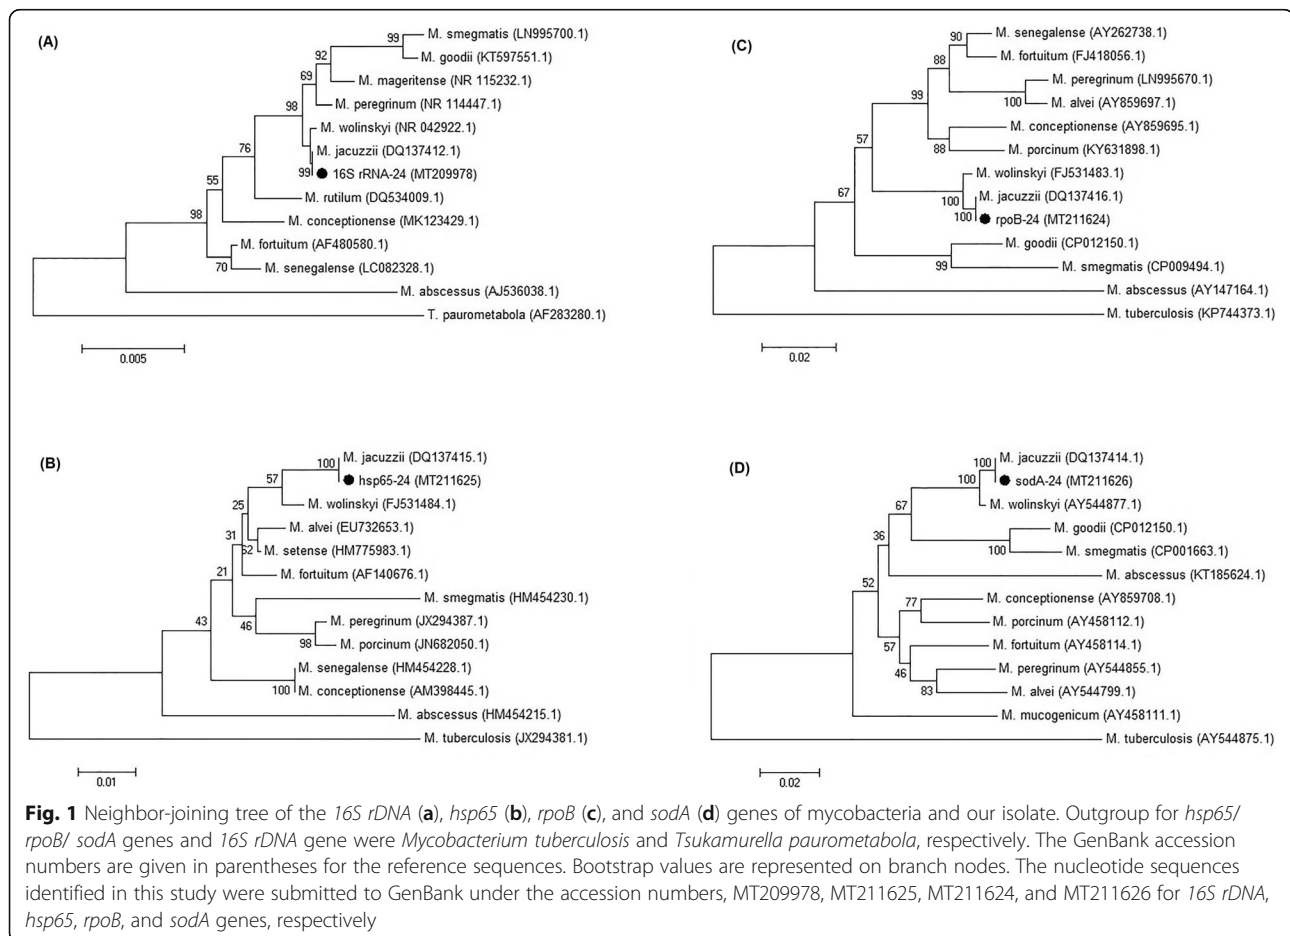 (A)
99
M. smegmatis (LN995700.1)
92
M. goodii (KT597551.1)
69
M. mageritense (NR 115232.1)
98
M. peregrinum (NR 114447.1)
M. wolinskyi (NR 042922.1)
76
M. jacuzzii (DQ137412.1)
99
16S rRNA-24 (MT209978)
55
M. rutilum (DQ534009.1)
98
M. conceptionense (MK123429.1)
M. fortuitum (AF480580.1)
70
M. senegalense (LC082328.1)
M. abscessus (AJ536038.1)
T. paurometabola (AF283280.1)
0.005
(C)
90
M. senegalense (AY262738.1)
88
M. fortuitum (FJ418056.1)
99
M. peregrinum (LN995670.1)
100
M. alvei (AY859697.1)
57
M. conceptionense (AY859695.1)
88
M. porcinum (KY631898.1)
67
M. wolinskyi (FJ531483.1)
100
M. jacuzzii (DQ137416.1)
100
rpoB-24 (MT211624)
M. goodii (CP012150.1)
99
M. smegmatis (CP009494.1)
M. abscessus (AY147164.1)
M. tuberculosis (KP744373.1)
0.02
(B)
100
M. jacuzzii (DQ137415.1)
57
hsp65-24 (MT211625)
25
M. wolinskyi (FJ531484.1)
31
M. alvei (EU732653.1)
62
M. setense (HM775983.1)
21
M. fortuitum (AF140676.1)
43
M. smegmatis (HM454230.1)
46
M. peregrinum (JX294387.1)
98
M. porcinum (JN682050.1)
M. senegalense (HM454228.1)
100
M. conceptionense (AM398445.1)
M. abscessus (HM454215.1)
M. tuberculosis (JX294381.1)
0.01
(D)
100
M. jacuzzii (DQ137414.1)
100
sodA-24 (MT211626)
67
M. wolinskyi (AY544877.1)
36
M. goodii (CP012150.1)
100
M. smegmatis (CP001663.1)
52
M. abscessus (KT185624.1)
77
M. conceptionense (AY859708.1)
M. porcinum (AY458112.1)
57
M. fortuitum (AY458114.1)
46
M. peregrinum (AY544855.1)
83
M. alvei (AY544799.1)
M. mucogenicum (AY458111.1)
M. tuberculosis (AY544875.1)
0.02
Fig. 1 Neighbor-joining tree of the 16S rDNA (a), hsp65 (b), rpoB (c), and sodA (d) genes of mycobacteria and our isolate. Outgroup for hsp65/
rpoB/ sodA genes and 16S rDNA gene were Mycobacterium tuberculosis and Tsukamurella paurometabola, respectively. The GenBank accession
numbers are given in parentheses for the reference sequences. Bootstrap values are represented on branch nodes. The nucleotide sequences
identified in this study were submitted to GenBank under the accession numbers, MT209978, MT211625, MT211624, and MT211626 for 16S rDNA,
hsp65, rpoB, and sodA genes, respectively